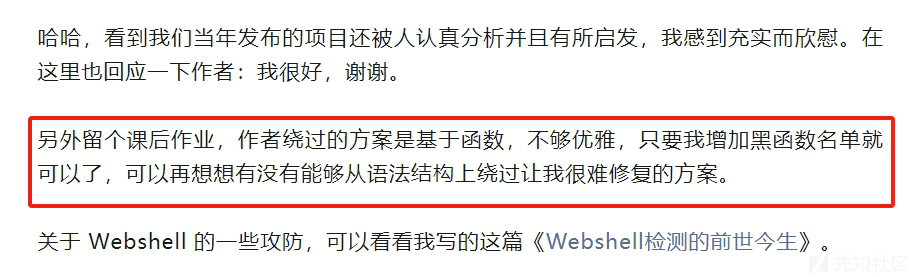 哈哈，看到我们当年发布的项目还被人认真分析并且有所启发，我感到充实而欣慰。在
这里也回应一下作者：我很好，谢谢。
另外留个课后作业，作者绕过的方案是基于函数，不够优雅，只要我增加黑函数名单就
可以了，可以再想想有没有能够从语法结构上绕过让我很难修复的方案。
关于 Webshell 的一些攻防，可以看看我写的这篇《Webshell检测的前世今生》。
先知社区